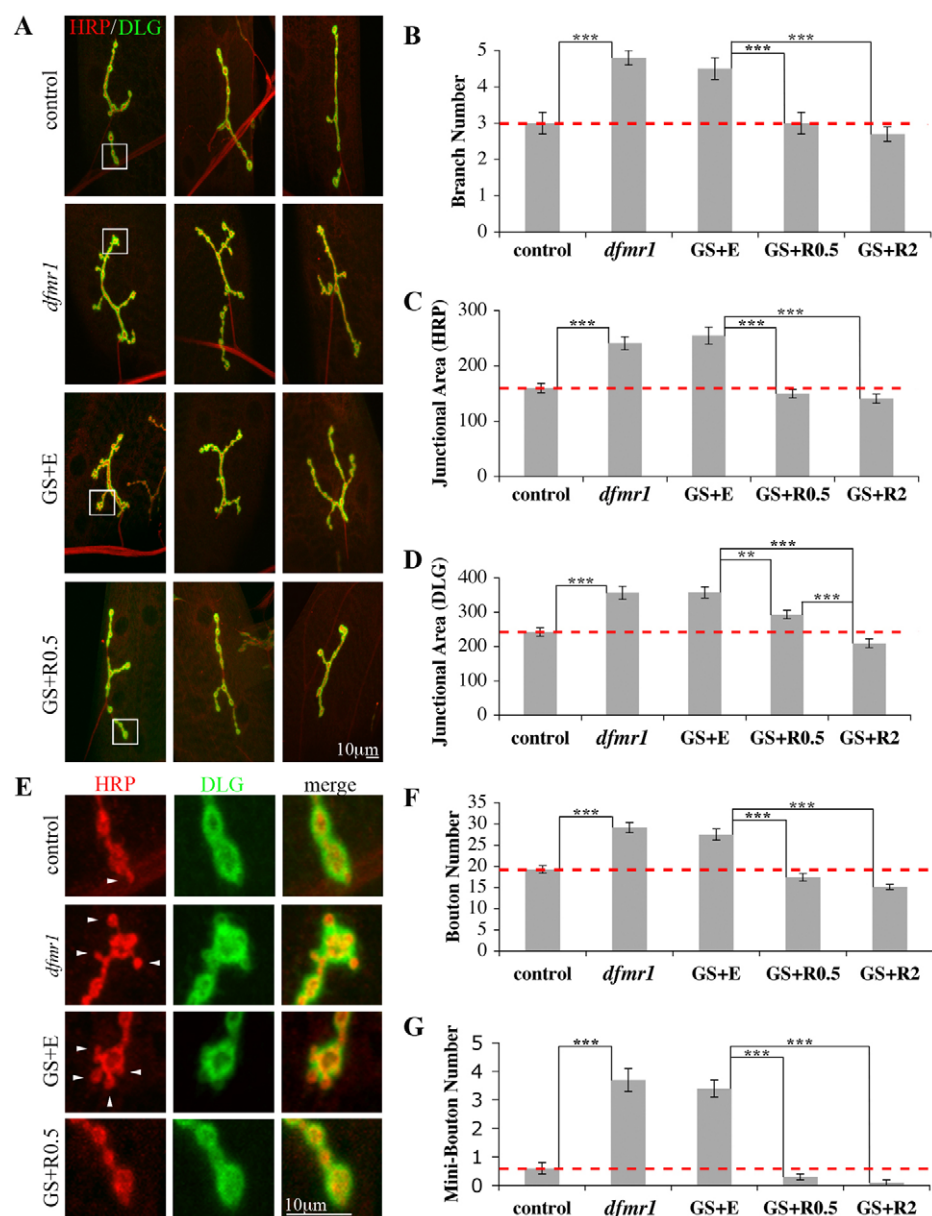 A
HRP/DLG
control
dfmr1
GS+E
GS+R0.5
10μm
B
Branch Number
5
4
3
2
1
0
*** *** ***
control dfmr1 GS+E GS+R0.5 GS+R2
C
Junctional Area (HRP)
300
200
100
0
*** *** ***
control dfmr1 GS+E GS+R0.5 GS+R2
D
Junctional Area (DLG)
400
300
200
100
0
*** ** *** ***
control dfmr1 GS+E GS+R0.5 GS+R2
E
HRP DLG merge
control
dfmr1
GS+E
GS+R0.5
10μm
F
Bouton Number
35
30
25
20
15
10
5
0
*** *** ***
control dfmr1 GS+E GS+R0.5 GS+R2
G
Mini-Bouton Number
5
4
3
2
1
0
*** *** ***
control dfmr1 GS+E GS+R0.5 GS+R2